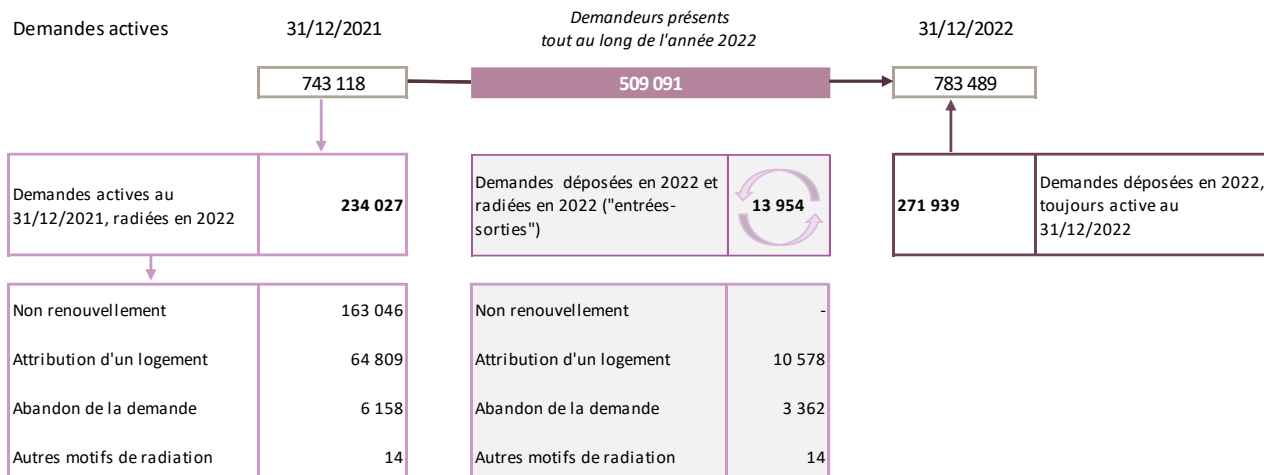 Demandes actives 31/12/2021 Demandeurs présents 31/12/2022
tout au long de l'année 2022
743 118 509 091 783 489
Demandes actives au
31/12/2021, radiées en 2022
234 027
Demandes déposées en 2022 et
radiées en 2022 ("entrées-
sorties")
13 954
271 939
Demandes déposées en 2022,
toujours active au
31/12/2022
Non renouvellement 163 046
Attribution d'un logement 64 809
Abandon de la demande 6 158
Autres motifs de radiation 14
Non renouvellement -
Attribution d'un logement 10 578
Abandon de la demande 3 362
Autres motifs de radiation 14